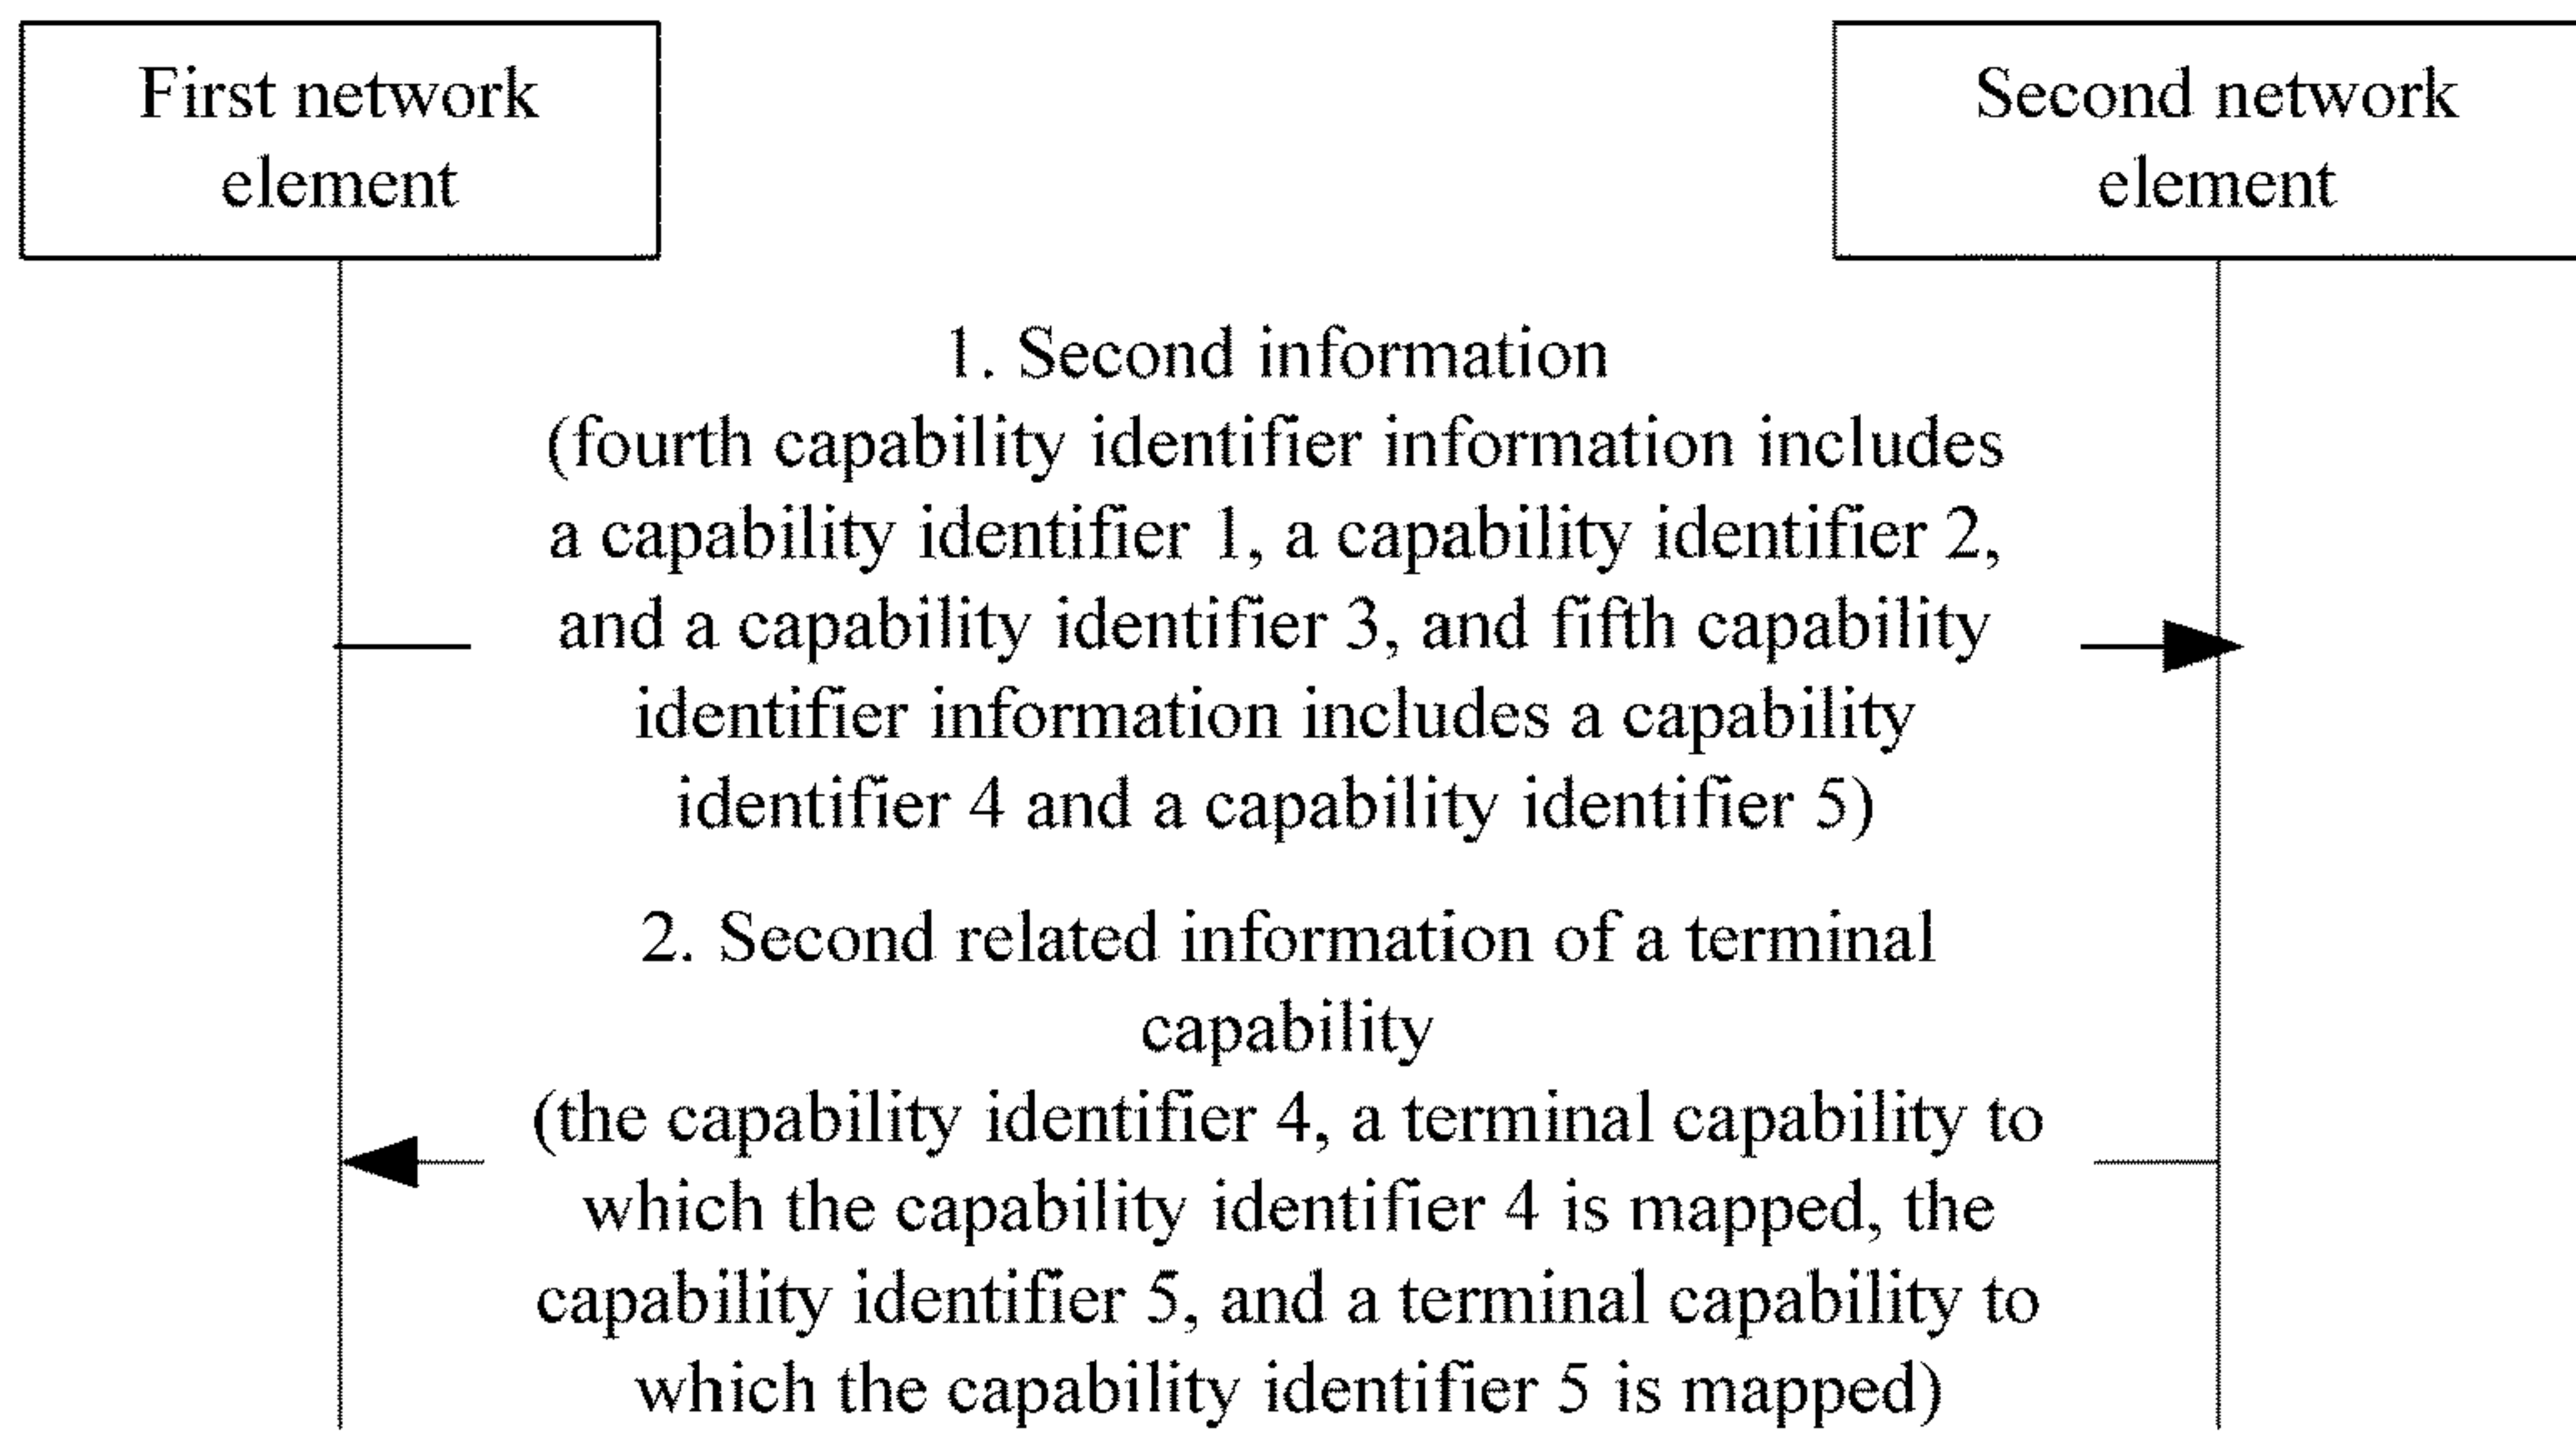 First network
element
Second network
element
1. Second information
(fourth capability identifier information includes
a capability identifier 1, a capability identifier 2,
and a capability identifier 3, and fifth capability
identifier information includes a capability
identifier 4 and a capability identifier 5)
2. Second related information of a terminal
capability
(the capability identifier 4, a terminal capability to
which the capability identifier 4 is mapped, the
capability identifier 5, and a terminal capability to
which the capability identifier 5 is mapped)